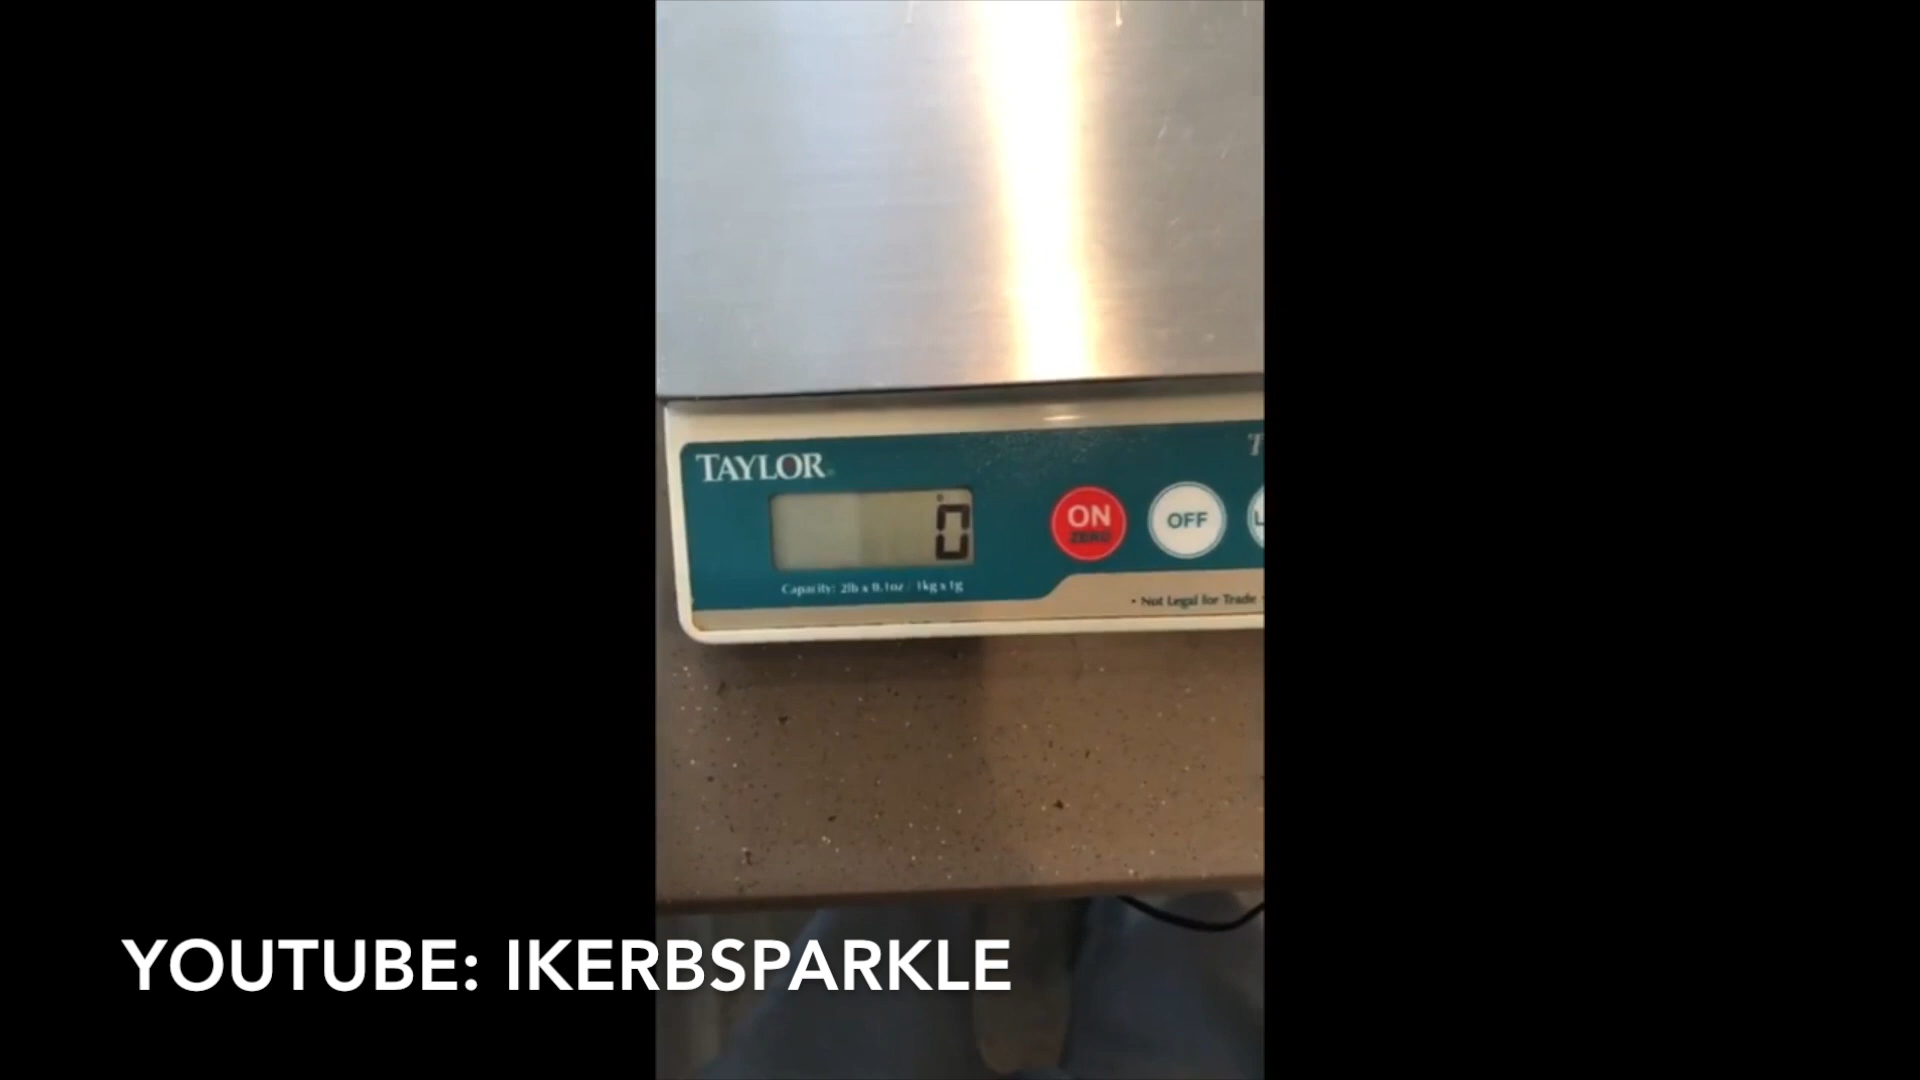 TAYLOR
0
ON
ZERO
OFF
Capacity: 2lb x 0.1oz / 1kg x 1g
• Not Legal for Trade
YOUTUBE: IKERBSPARKLE